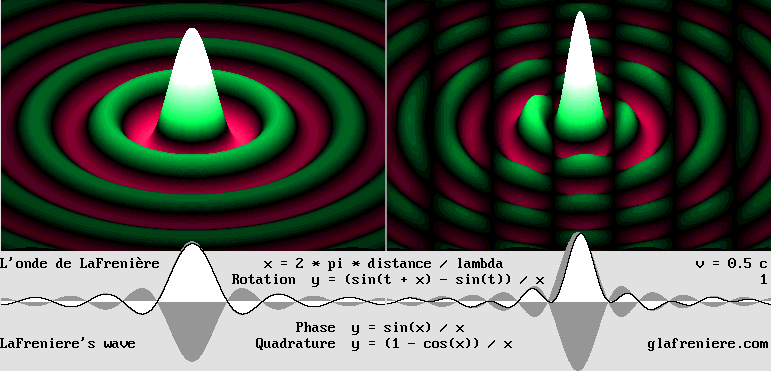 L'onde de LaFrenière x = 2 * pi * distance / lambda v = 0.5 c
Rotation y = (sin(t + x) - sin(t)) / x 1
Phase y = sin(x) / x
LaFreniere's wave Quadrature y = (1 - cos(x)) / x glafreniere.com